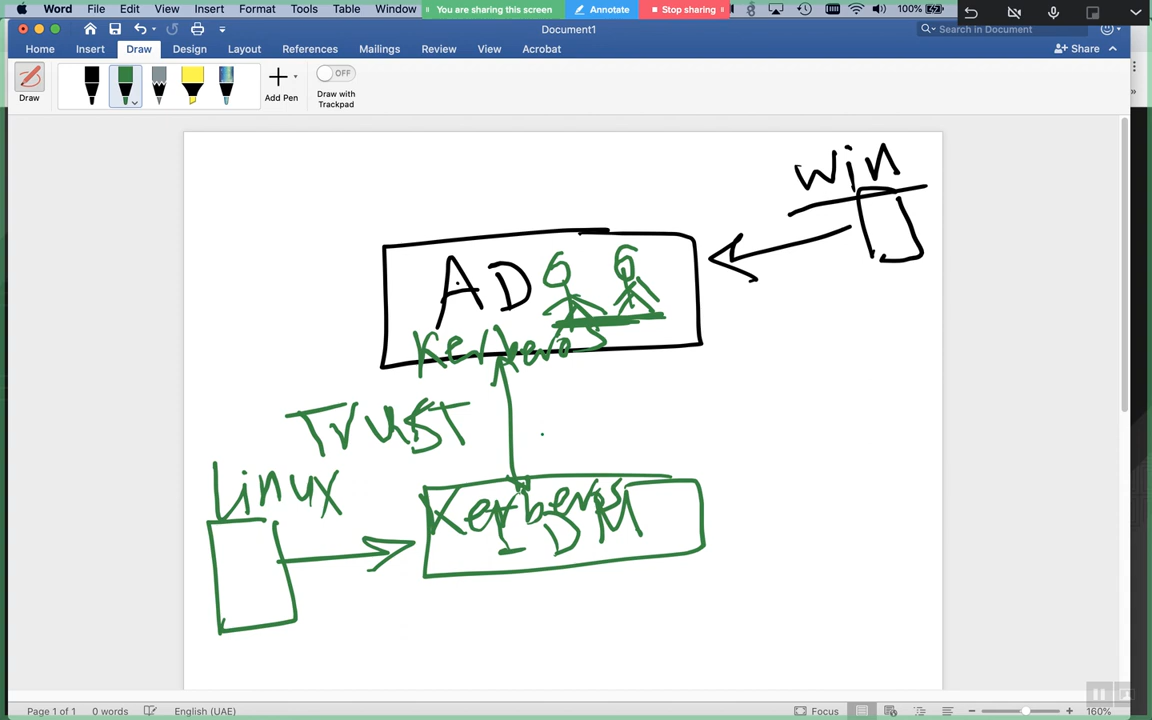 Word File Edit View Insert Format Tools Table Window You are sharing this screen Annotate Stop sharing 100%
Document1
Search in Document
Home Insert Draw Design Layout References Mailings Review View Acrobat Share
OFF
Draw Add Pen Draw with
Trackpad
Win
AD
Kerberos
TRUST
Linux
Kerberos
IDM
Page 1 of 1 0 words English (UAE) Focus 160%